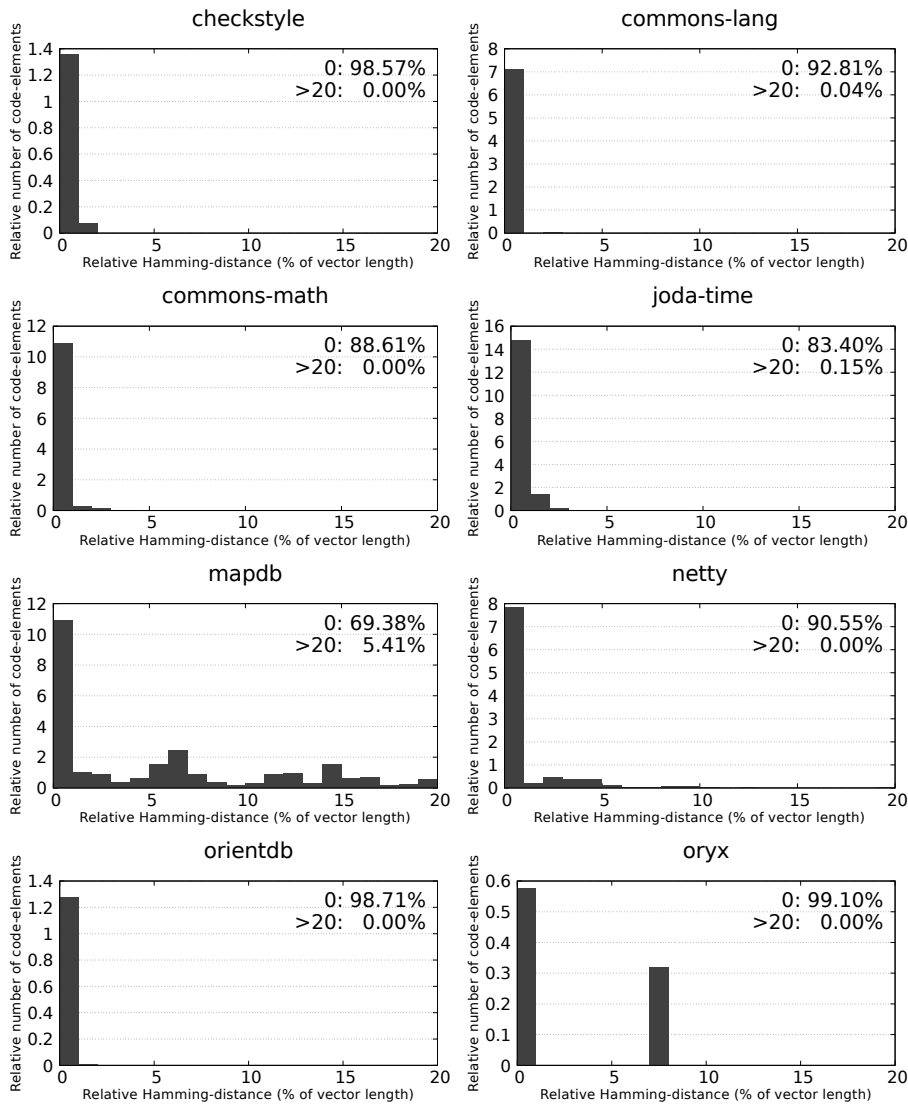 checkstyle
Relative number of code-elements
1.4
1.2
1
0.8
0.6
0.4
0.2
0
0: 98.57%
>20: 0.00%
0 5 10 15 20
Relative Hamming-distance (% of vector length)
commons-lang
Relative number of code-elements
8
7
6
5
4
3
2
1
0
0: 92.81%
>20: 0.04%
0 5 10 15 20
Relative Hamming-distance (% of vector length)
commons-math
Relative number of code-elements
12
10
8
6
4
2
0
0: 88.61%
>20: 0.00%
0 5 10 15 20
Relative Hamming-distance (% of vector length)
joda-time
Relative number of code-elements
16
14
12
10
8
6
4
2
0
0: 83.40%
>20: 0.15%
0 5 10 15 20
Relative Hamming-distance (% of vector length)
mapdb
Relative number of code-elements
12
10
8
6
4
2
0
0: 69.38%
>20: 5.41%
0 5 10 15 20
Relative Hamming-distance (% of vector length)
netty
Relative number of code-elements
8
7
6
5
4
3
2
1
0
0: 90.55%
>20: 0.00%
0 5 10 15 20
Relative Hamming-distance (% of vector length)
orientdb
Relative number of code-elements
1.4
1.2
1
0.8
0.6
0.4
0.2
0
0: 98.71%
>20: 0.00%
0 5 10 15 20
Relative Hamming-distance (% of vector length)
oryx
Relative number of code-elements
0.6
0.5
0.4
0.3
0.2
0.1
0
0: 99.10%
>20: 0.00%
0 5 10 15 20
Relative Hamming-distance (% of vector length)